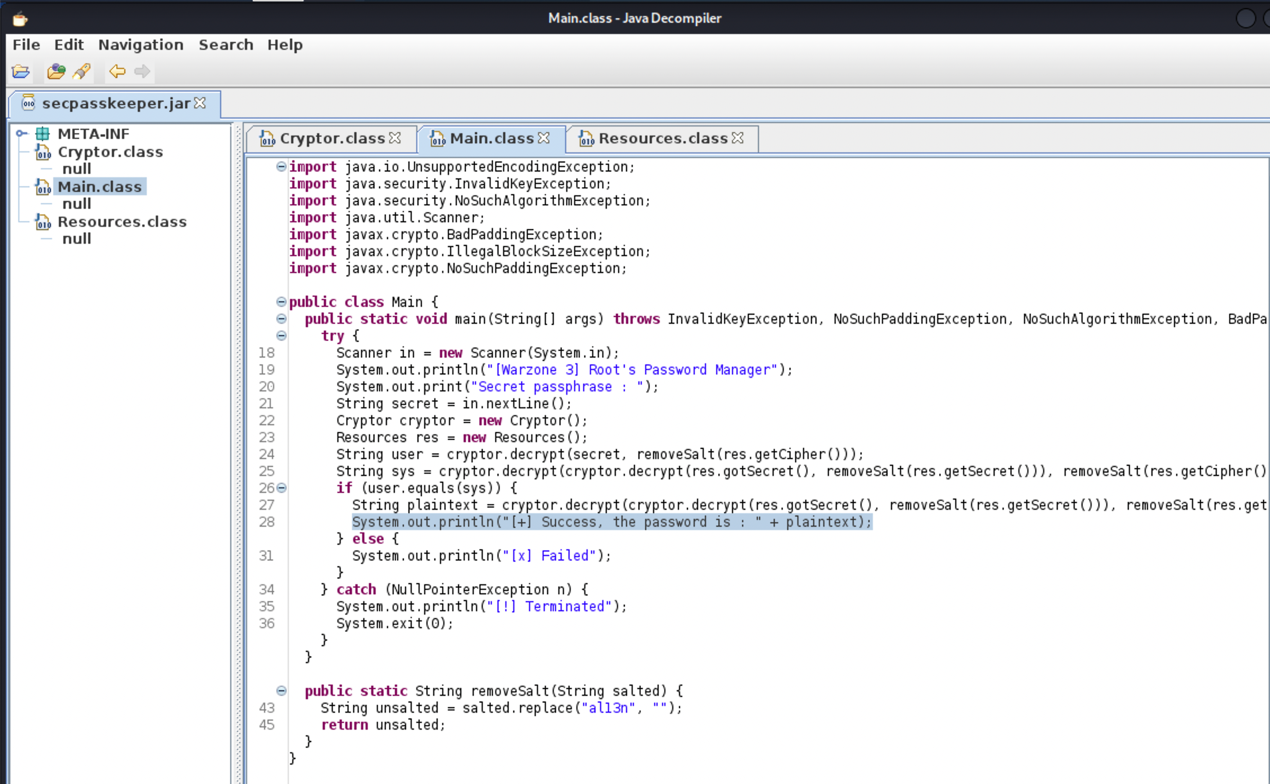 Main.class - Java Decompiler
File Edit Navigation Search Help
secpasskeeper.jar
META-INF
Cryptor.class
null
Main.class
null
Resources.class
null
Cryptor.class Main.class Resources.class
import java.io.UnsupportedEncodingException;
import java.security.InvalidKeyException;
import java.security.NoSuchAlgorithmException;
import java.util.Scanner;
import javax.crypto.BadPaddingException;
import javax.crypto.IllegalBlockSizeException;
import javax.crypto.NoSuchPaddingException;
public class Main {
public static void main(String[] args) throws InvalidKeyException, NoSuchPaddingException, NoSuchAlgorithmException, BadPa
try {
18 Scanner in = new Scanner(System.in);
19 System.out.println("[Warzone 3] Root's Password Manager");
20 System.out.print("Secret passphrase : ");
21 String secret = in.nextLine();
22 Cryptor cryptor = new Cryptor();
23 Resources res = new Resources();
24 String user = cryptor.decrypt(secret, removeSalt(res.getCipher()));
25 String sys = cryptor.decrypt(cryptor.decrypt(res.gotSecret(), removeSalt(res.getSecret())), removeSalt(res.getCipher()
26 if (user.equals(sys)) {
27 String plaintext = cryptor.decrypt(cryptor.decrypt(res.gotSecret(), removeSalt(res.getSecret())), removeSalt(res.get
28 System.out.println("[+] Success, the password is : " + plaintext);
} else {
31 System.out.println("[x] Failed");
}
34 } catch (NullPointerException n) {
35 System.out.println("[!] Terminated");
36 System.exit(0);
}
}
public static String removeSalt(String salted) {
43 String unsalted = salted.replace("al13n", "");
45 return unsalted;
}
}